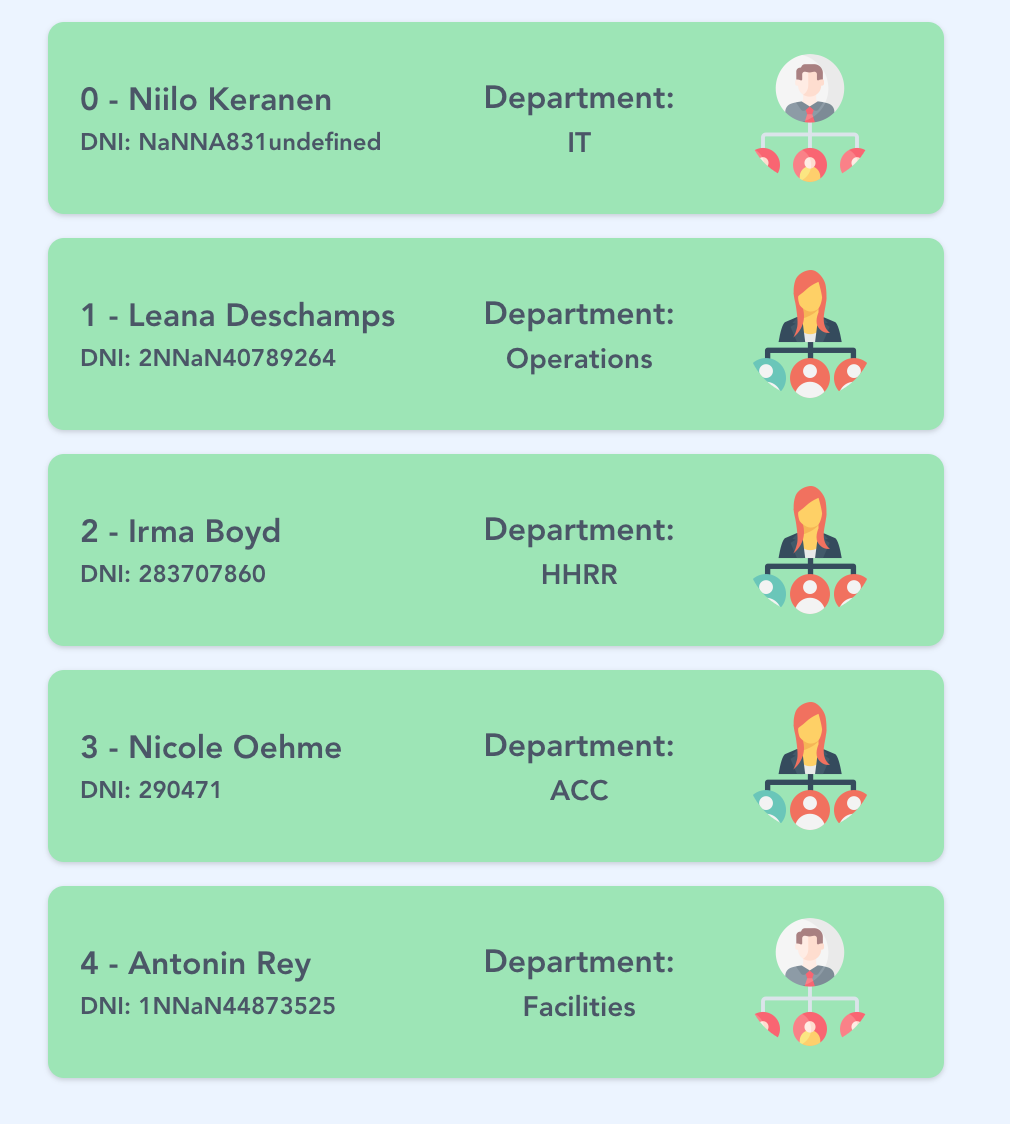 0 - Niilo Keranen
DNI: NaNNA831undefined
Department:
IT
1 - Leana Deschamps
DNI: 2NNaN40789264
Department:
Operations
2 - Irma Boyd
DNI: 283707860
Department:
HHRR
3 - Nicole Oehme
DNI: 290471
Department:
ACC
4 - Antonin Rey
DNI: 1NNaN44873525
Department:
Facilities